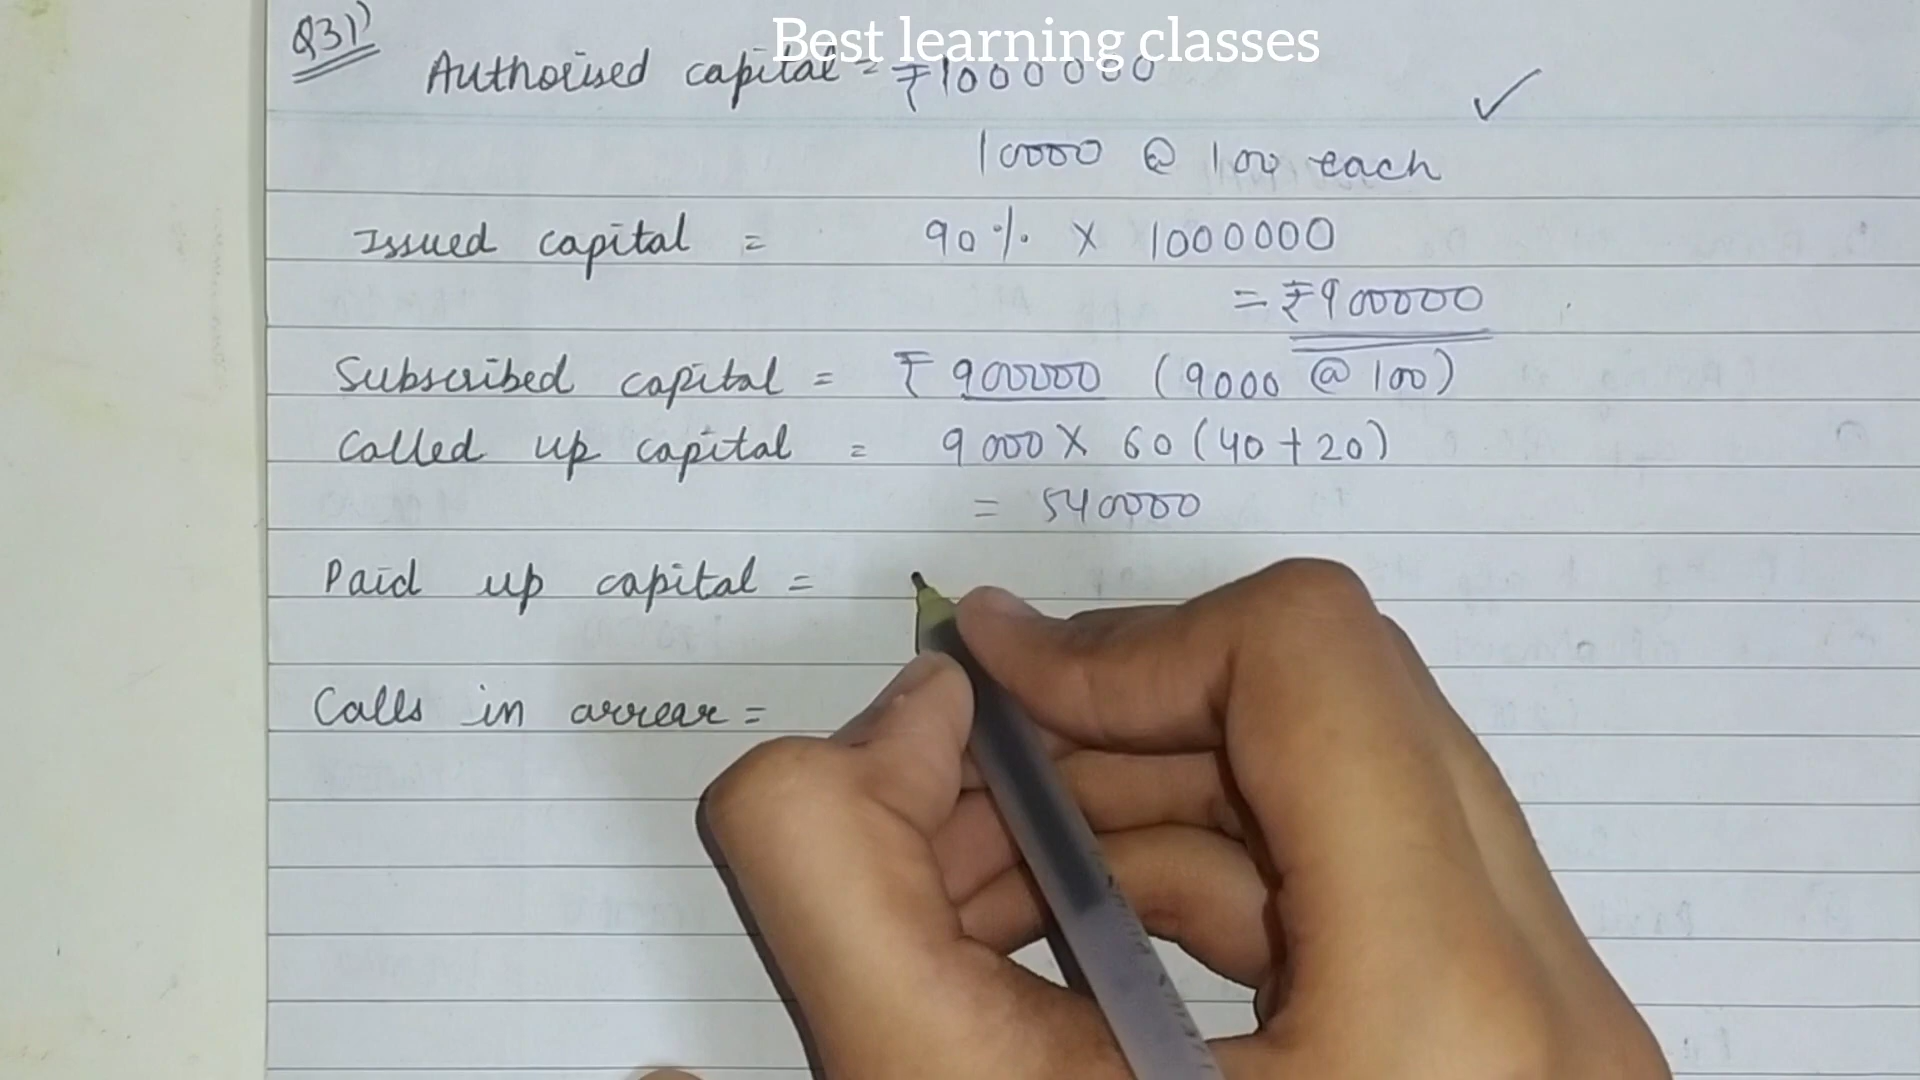 Best learning classes
Q31)
Authorised capital = ₹1000000
10000 @ 100 each
Issued capital = 90% X 1000000
= ₹900000
Subscribed capital = ₹900000 (9000 @ 100)
Called up capital = 9000 X 60 (40 + 20)
= 540000
Paid up capital =
Calls in arrear =